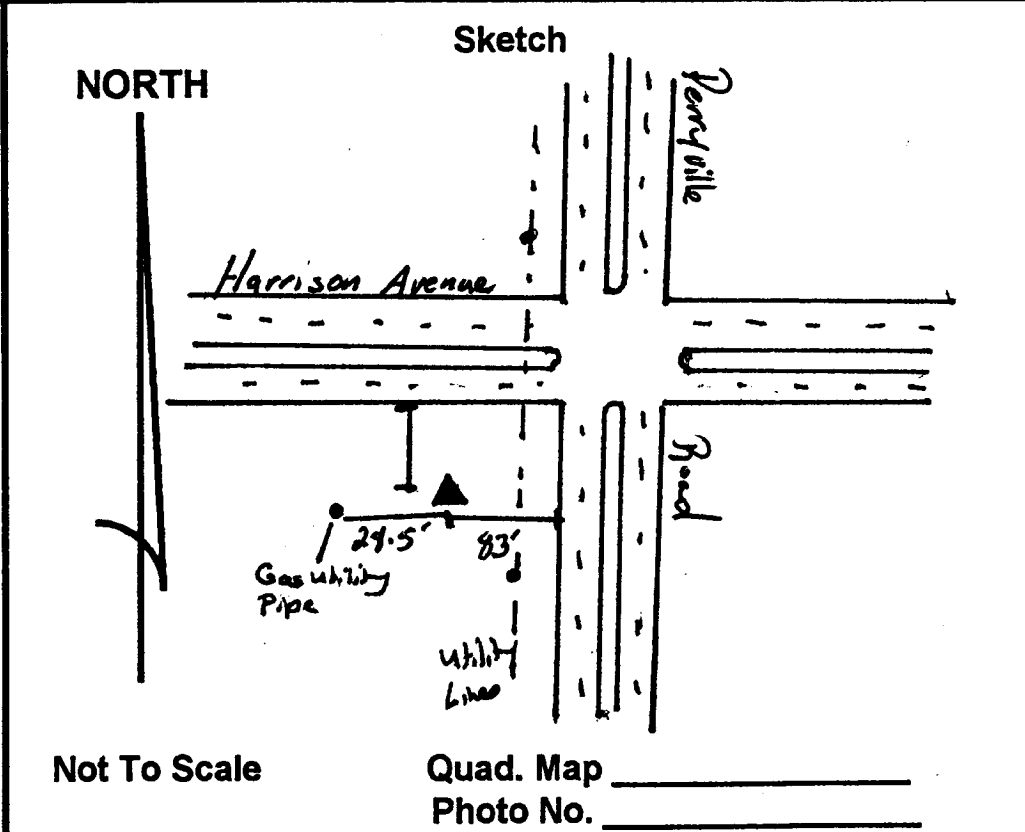 Sketch
NORTH
Perryville
Harrison Avenue
Road
28.5'
83'
Gas utility
Pipe
utility
Lines
Not To Scale
Quad. Map
Photo No.